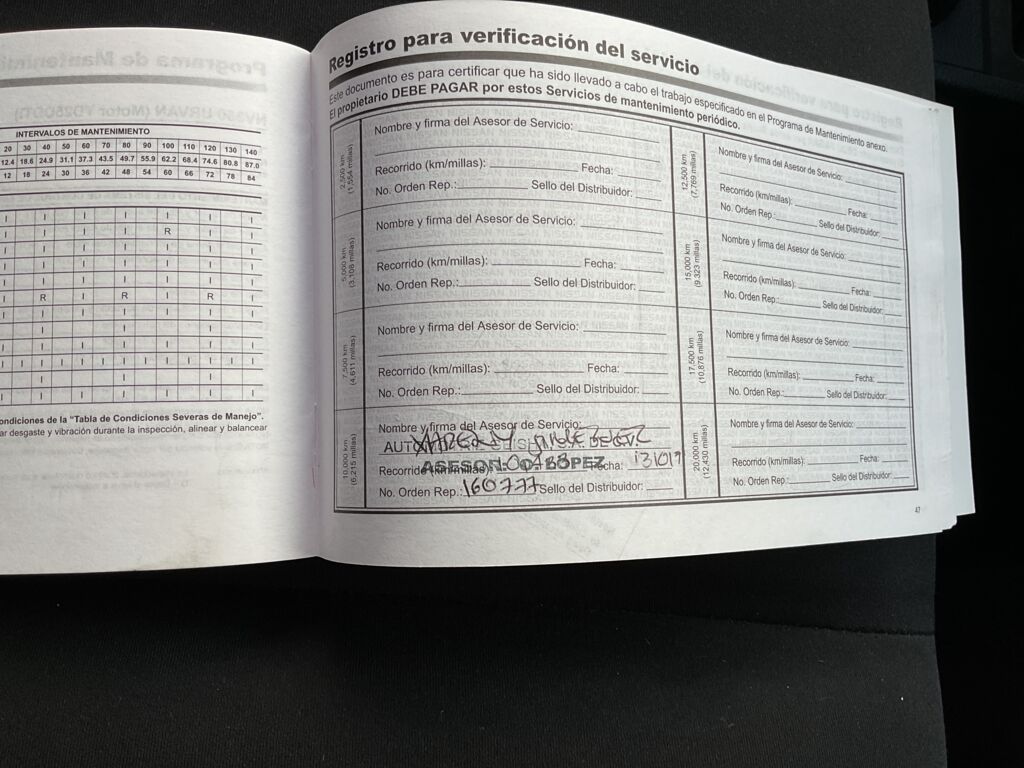 INTERVALOS DE MANTENIMIENTO
20 30 40 50 60 70 80 90 100 110 120 130 140
12.4 18.6 24.9 31.1 37.3 43.5 49.7 55.9 62.2 68.4 74.6 80.8 87.0
12 18 24 30 36 42 48 54 60 66 72 78 84
I I I I I I
I I I I R I I
I I I I I I
I I I I I I
I I I I I I
I R I R I R I
I
I I I I I I
I I I I I I I I I I I I I
I I I
I I I I I I
ondiciones de la “Tabla de Condiciones Severas de Manejo”.
ar desgaste y vibración durante la inspección, alinear y balancear
Registro para verificación del servicio
Este documento es para certificar que ha sido llevado a cabo el trabajo especificado en el Programa de Mantenimiento anexo.
El propietario DEBE PAGAR por estos Servicios de mantenimiento periódico.
2,500 km
(1,554 millas)
Nombre y firma del Asesor de Servicio:
Recorrido (km/millas): Fecha:
No. Orden Rep.: Sello del Distribuidor:
5,000 km
(3,108 millas)
Nombre y firma del Asesor de Servicio:
Recorrido (km/millas): Fecha:
No. Orden Rep.: Sello del Distribuidor:
7,500 km
(4,611 millas)
Nombre y firma del Asesor de Servicio:
Recorrido (km/millas): Fecha:
No. Orden Rep.: Sello del Distribuidor:
10,000 km
(6,215 millas)
Nombre y firma del Asesor de Servicio:
Recorrido (km/millas): Fecha:
No. Orden Rep.: 160777 Sello del Distribuidor:
12,500 km
(7,769 millas)
Nombre y firma del Asesor de Servicio:
Recorrido (km/millas): Fecha:
No. Orden Rep.: Sello del Distribuidor:
15,000 km
(9,323 millas)
Nombre y firma del Asesor de Servicio:
Recorrido (km/millas): Fecha:
No. Orden Rep.: Sello del Distribuidor:
17,500 km
(10,876 millas)
Nombre y firma del Asesor de Servicio:
Recorrido (km/millas): Fecha:
No. Orden Rep.: Sello del Distribuidor:
20,000 km
(12,430 millas)
Nombre y firma del Asesor de Servicio:
Recorrido (km/millas): Fecha:
No. Orden Rep.: Sello del Distribuidor:
47